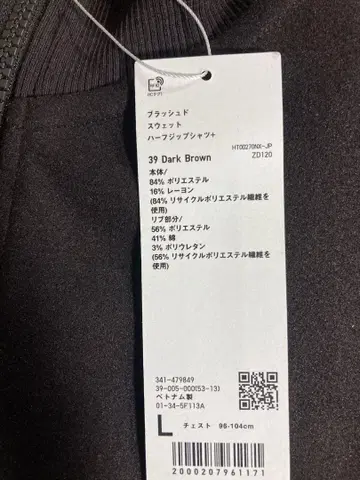 ブラッシュド
スウェット
ハーフジップシャツ+
HT00270NX-JP
39 Dark Brown
ZD120
本体/
84% ポリエステル
16% レーヨン
(84% リサイクルポリエステル繊維を
使用)
リブ部分/
56% ポリエステル
41% 綿
3% ポリウレタン
(56% リサイクルポリエステル繊維を
使用)
341-479849
39-005-000(53-13)
ベトナム製
01-34-5F113A
L チェスト 96-104cm
2000207961171